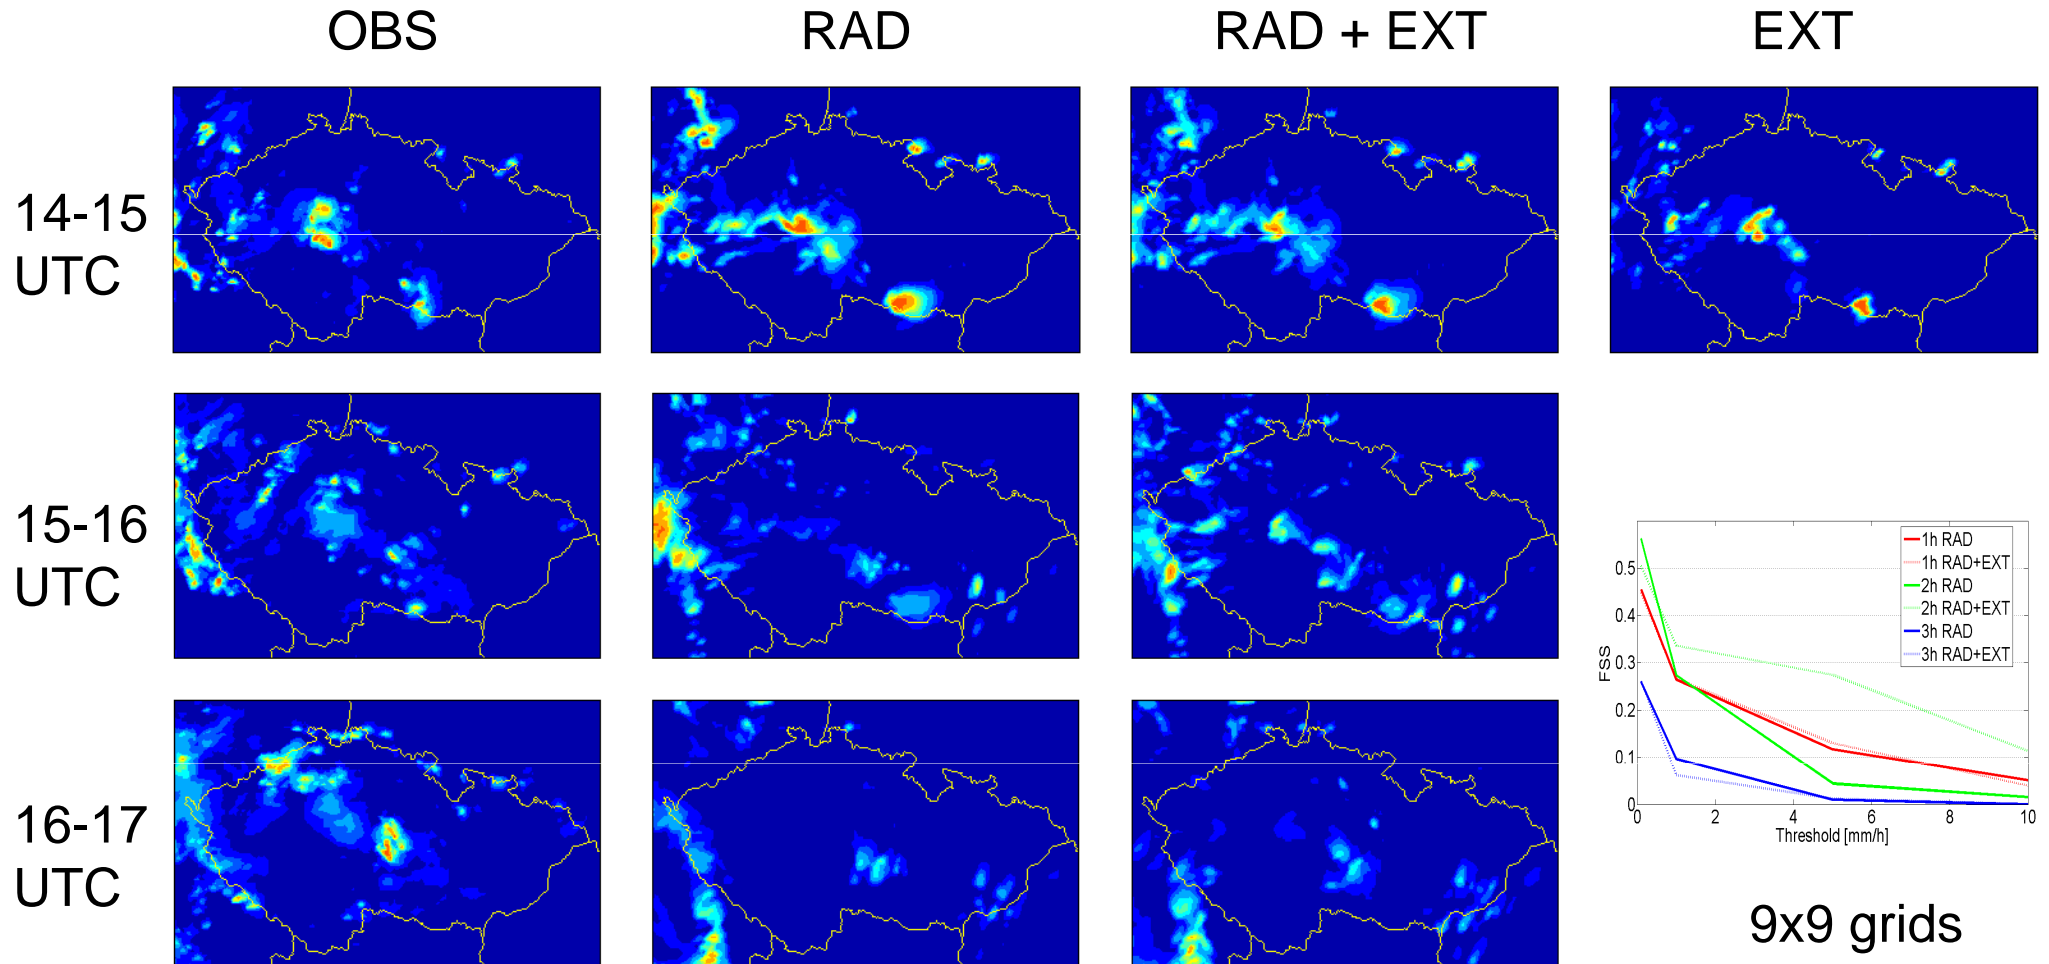 OBS
RAD
RAD + EXT
EXT
14-15
UTC
15-16
UTC
16-17
UTC
1h RAD
1h RAD+EXT
2h RAD
2h RAD+EXT
3h RAD
3h RAD+EXT
FSS
0.5
0.4
0.3
0.2
0.1
0
0 2 4 6 8 10
Threshold [mm/h]
9x9 grids